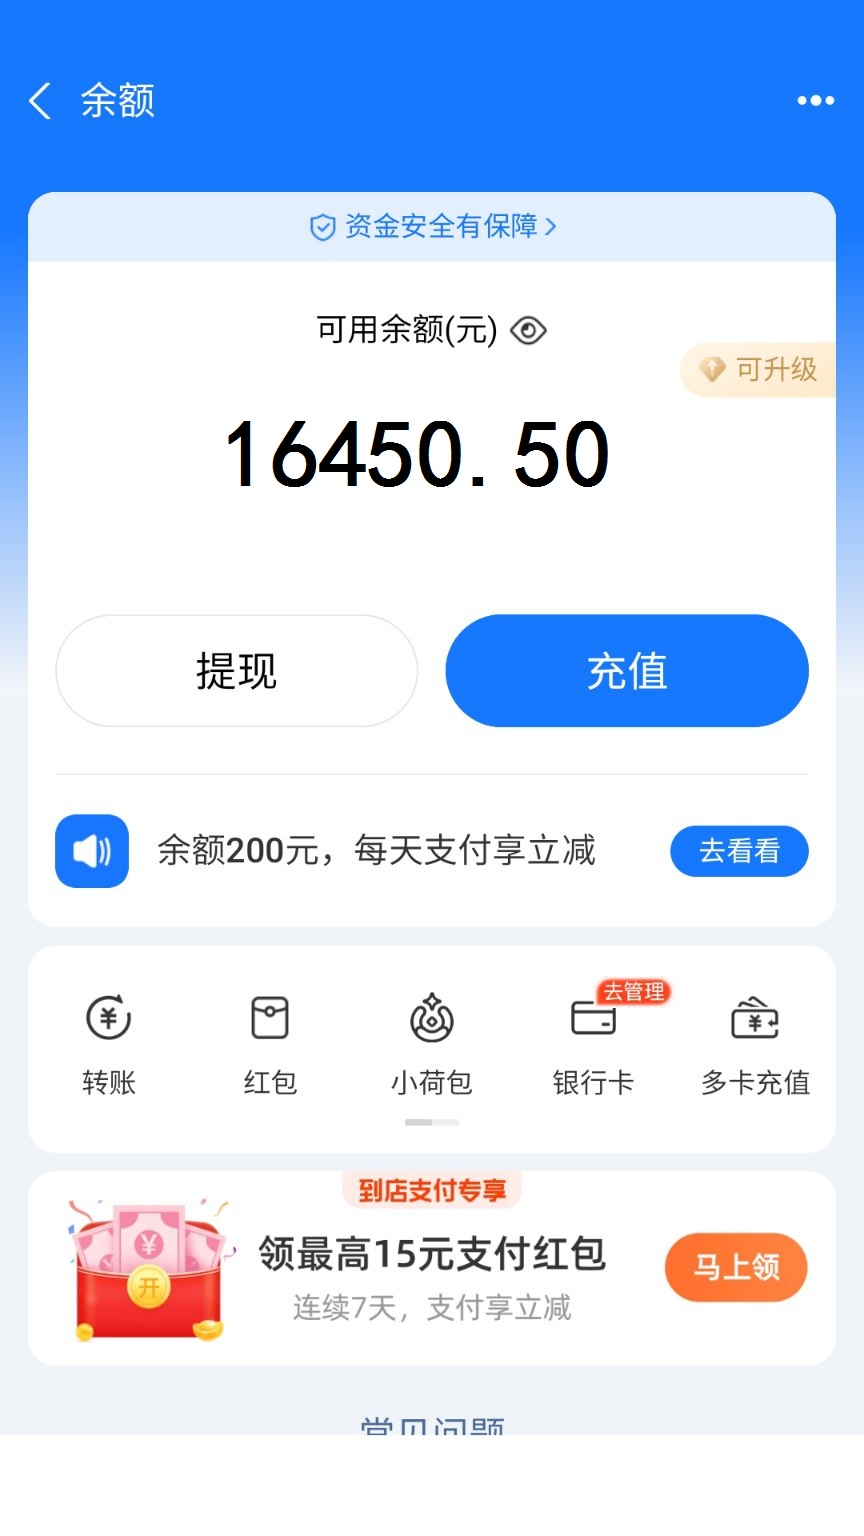 余额
资金安全有保障
可用余额(元)
可升级
16450.50
提现
充值
余额200元，每天支付享立减
去看看
去管理
转账
红包
小荷包
银行卡
多卡充值
到店支付专享
领最高15元支付红包
开
马上领
连续7天，支付享立减
常见问题